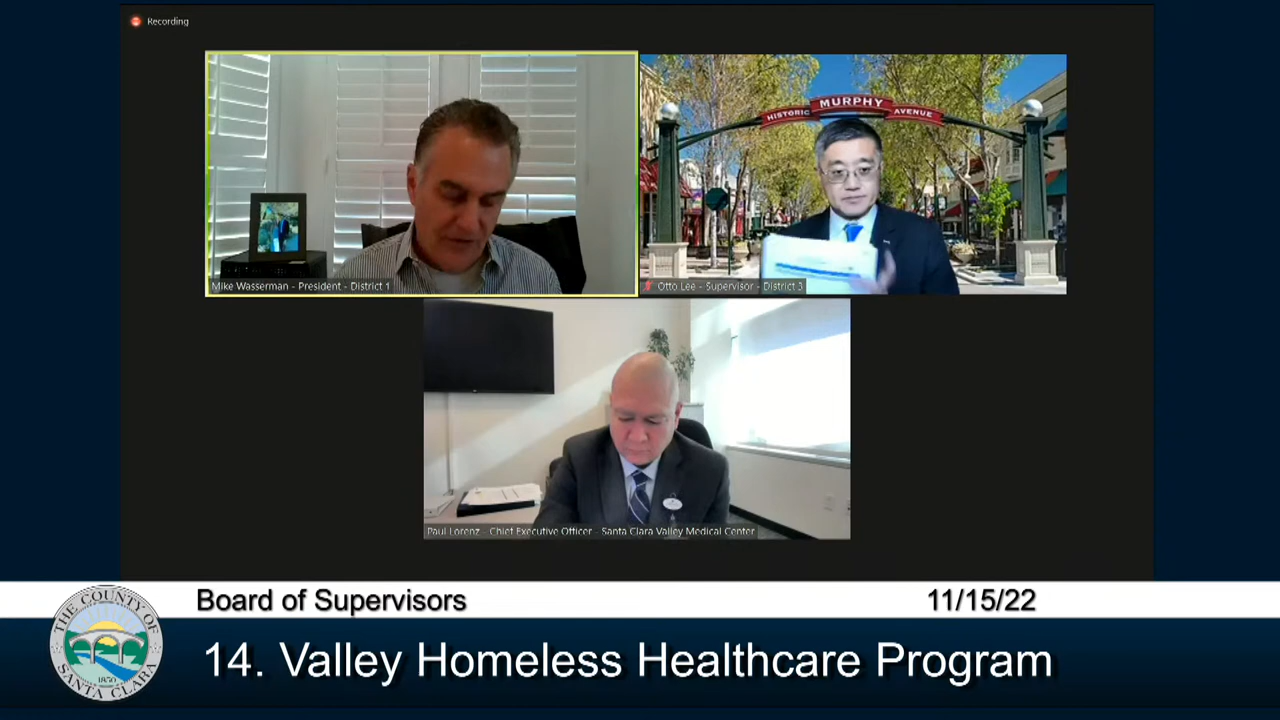 Recording
HISTORIC MURPHY AVENUE
Mike Wasserman - President - District 1
Otto Lee - Supervisor - District 3
Paul Lorenz - Chief Executive Officer - Santa Clara Valley Medical Center
Board of Supervisors
11/15/22
THE COUNTY OF
SANTA CLARA
1850
14. Valley Homeless Healthcare Program